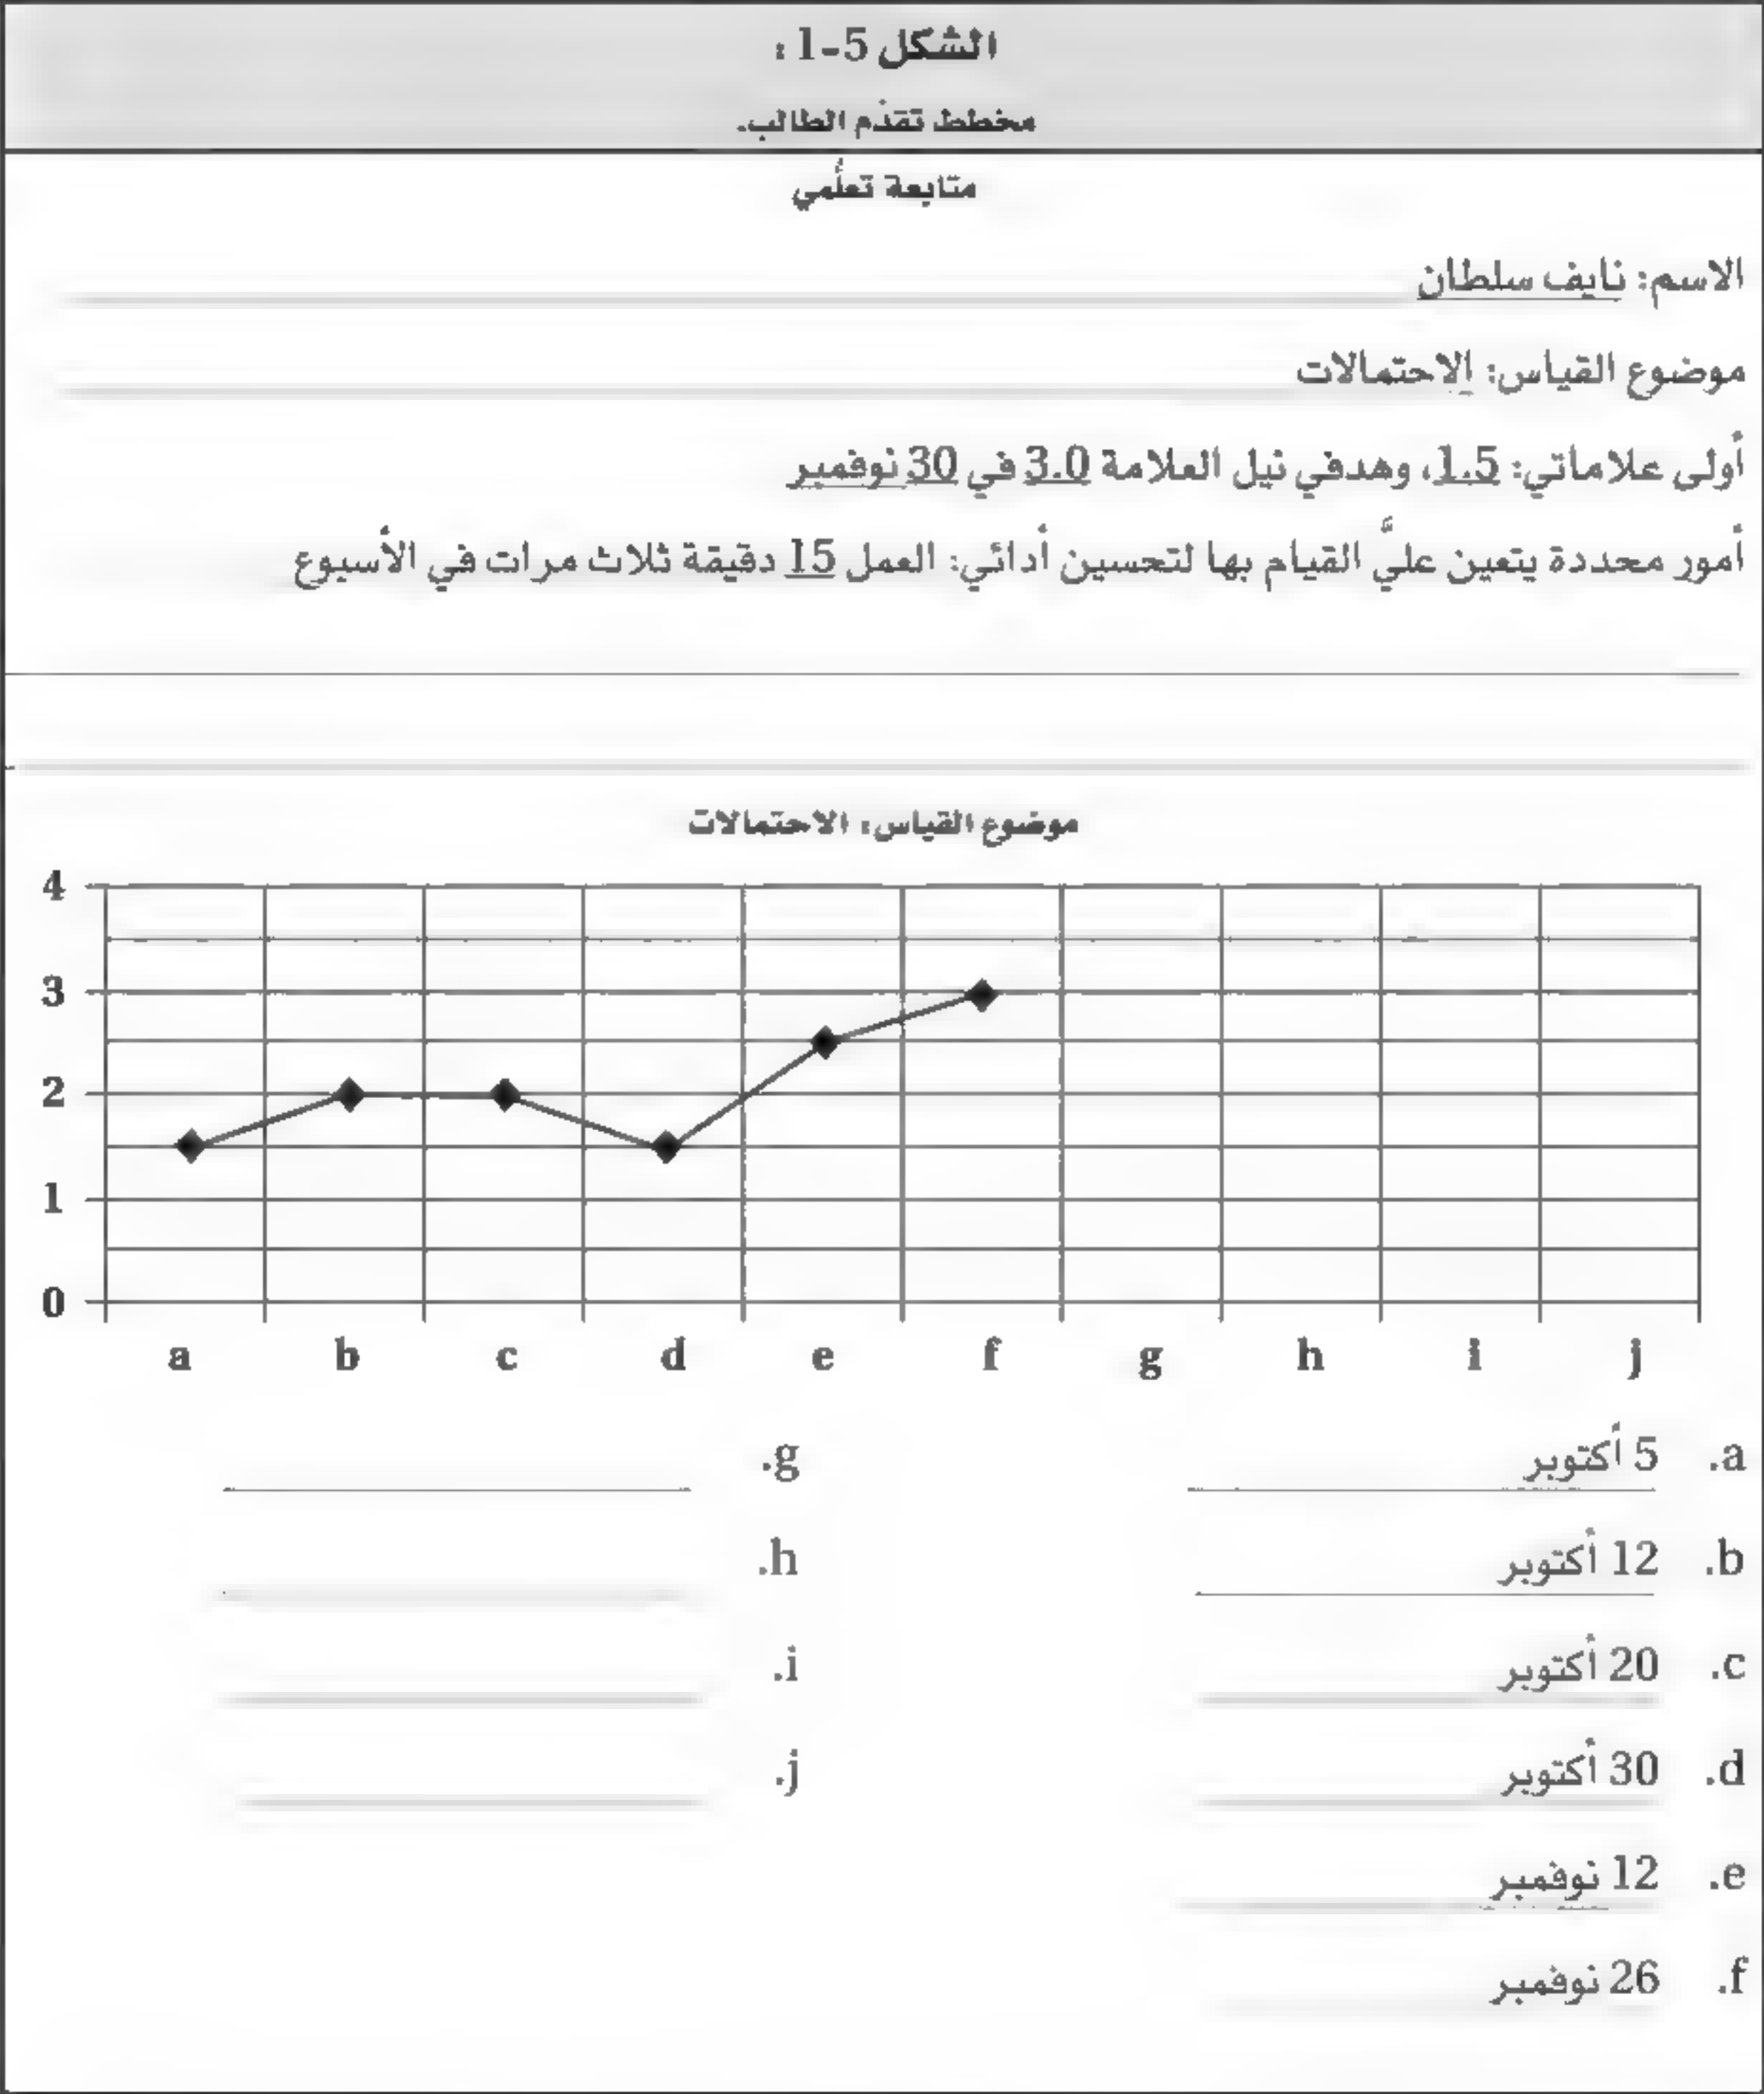 الشكل 5-1 :
مخطط تقدّم الطالب.
متابعة تعلُّمي
الاسم: نايف سلطان
موضوع القياس: الاحتمالات
أولى علاماتي: 1.5، وهدفي نيل العلامة 3.0 في 30 نوفمبر
أمور محددة يتعين عليَّ القيام بها لتحسين أدائي: العمل 15 دقيقة ثلاث مرات في الأسبوع
موضوع القياس: الاحتمالات
4
3
2
1
0
a b c d e f g h i j
a. 5 أكتوبر
b. 12 أكتوبر
c. 20 أكتوبر
d. 30 أكتوبر
e. 12 نوفمبر
f. 26 نوفمبر
g.
h.
i.
j.